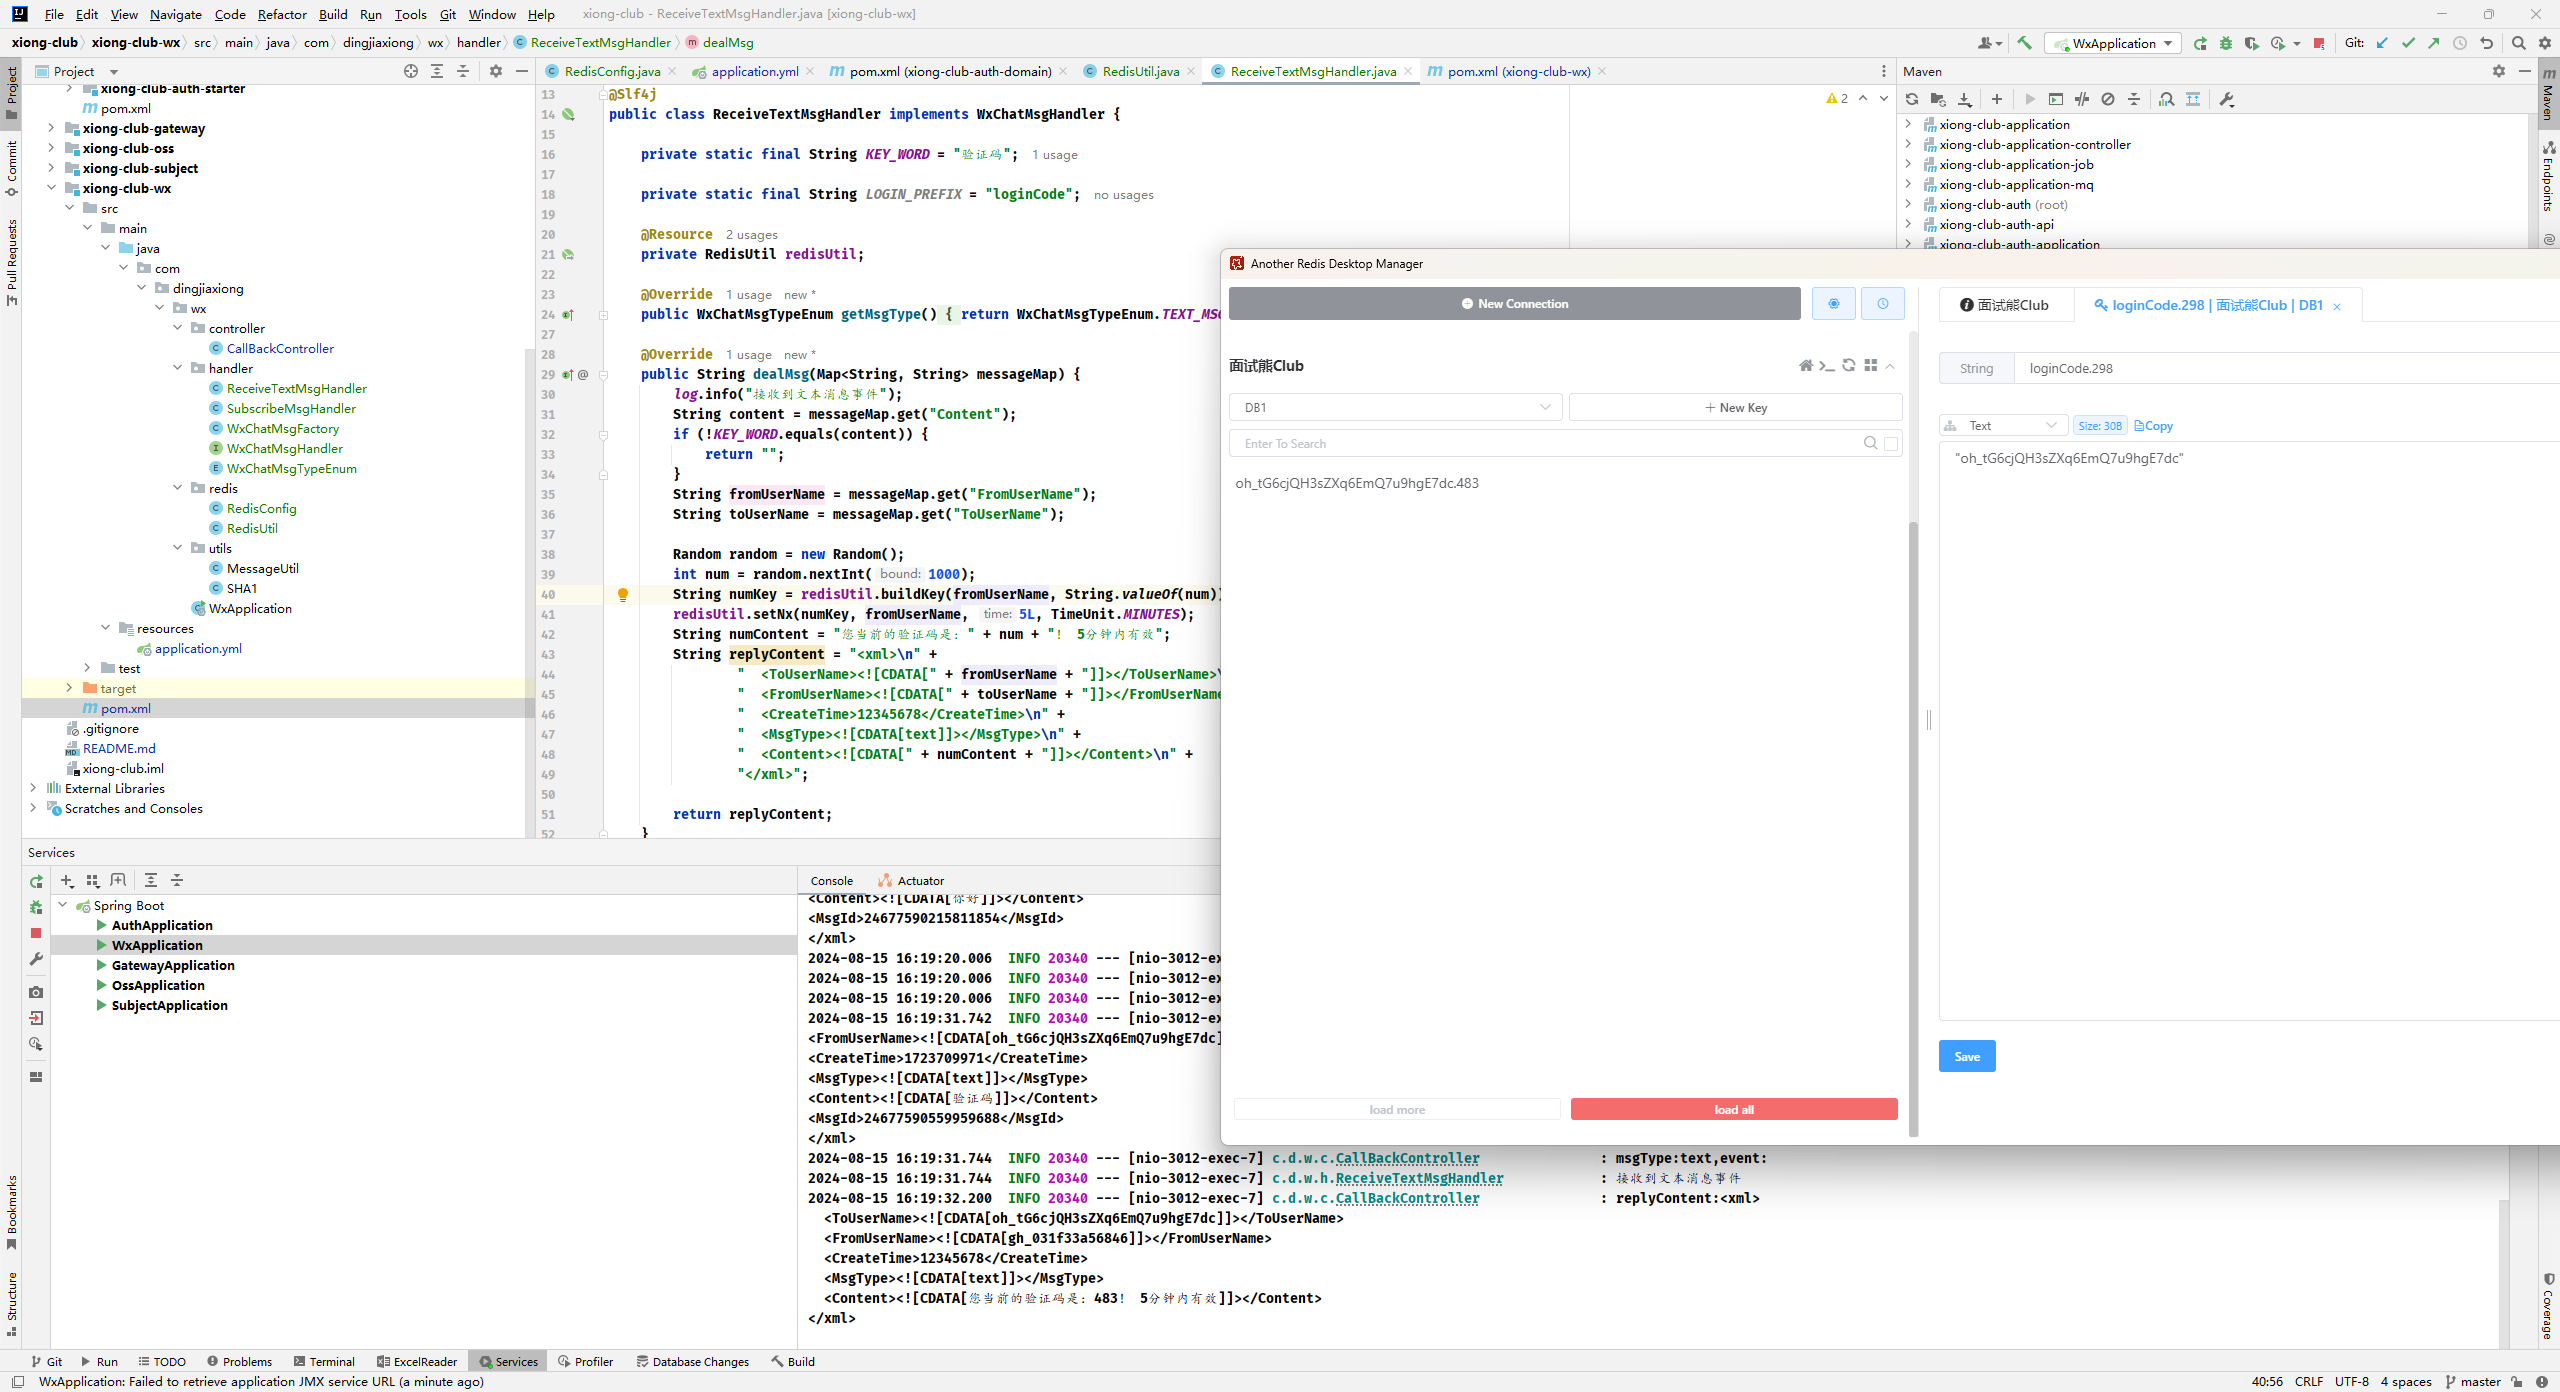 File Edit View Navigate Code Refactor Build Run Tools Git Window Help xiong-club - ReceiveTextMsgHandler.java [xiong-club-wx]
xiong-club xiong-club-wx src main java com dingjiaxiong wx handler ReceiveTextMsgHandler dealMsg
WxApplication Git:
Project
RedisConfig.java application.yml pom.xml (xiong-club-auth-domain) RedisUtil.java ReceiveTextMsgHandler.java pom.xml (xiong-club-wx)
Maven
Project
Commit
Pull Requests
Bookmarks
Structure
xiong-club-auth-starter
pom.xml
xiong-club-gateway
xiong-club-oss
xiong-club-subject
xiong-club-wx
src
main
java
com
dingjiaxiong
wx
controller
CallBackController
handler
ReceiveTextMsgHandler
SubscribeMsgHandler
WxChatMsgFactory
WxChatMsgHandler
WxChatMsgTypeEnum
redis
RedisConfig
RedisUtil
utils
MessageUtil
SHA1
WxApplication
resources
application.yml
test
target
pom.xml
.gitignore
README.md
xiong-club.iml
External Libraries
Scratches and Consoles
13 @Slf4j
2
14 public class ReceiveTextMsgHandler implements WxChatMsgHandler {
15
16 private static final String KEY_WORD = "验证码"; 1 usage
17
18 private static final String LOGIN_PREFIX = "loginCode"; no usages
19
20 @Resource 2 usages
21 private RedisUtil redisUtil;
22
23 @Override 1 usage new *
24 public WxChatMsgTypeEnum getMsgType() { return WxChatMsgTypeEnum.TEXT_MSG
27
28 @Override 1 usage new *
29 public String dealMsg(Map<String, String> messageMap) {
30 log.info("接收到文本消息事件");
31 String content = messageMap.get("Content");
32 if (!KEY_WORD.equals(content)) {
33 return "";
34 }
35 String fromUserName = messageMap.get("FromUserName");
36 String toUserName = messageMap.get("ToUserName");
37
38 Random random = new Random();
39 int num = random.nextInt( bound: 1000);
40 String numKey = redisUtil.buildKey(fromUserName, String.valueOf(num))
41 redisUtil.setNx(numKey, fromUserName, time: 5L, TimeUnit.MINUTES);
42 String numContent = "您当前的验证码是：" + num + "！ 5分钟内有效";
43 String replyContent = "<xml>\n" +
44 " <ToUserName><![CDATA[" + fromUserName + "]]></ToUserName>\
45 " <FromUserName><![CDATA[" + toUserName + "]]></FromUserName
46 " <CreateTime>12345678</CreateTime>\n" +
47 " <MsgType><![CDATA[text]]></MsgType>\n" +
48 " <Content><![CDATA[" + numContent + "]]></Content>\n" +
49 "</xml>";
50
51 return replyContent;
52 }
xiong-club-application
xiong-club-application-controller
xiong-club-application-job
xiong-club-application-mq
xiong-club-auth (root)
xiong-club-auth-api
xiong-club-auth-application
Maven
Endpoints
Coverage
Another Redis Desktop Manager
New Connection
面试熊Club
DB1 + New Key
Enter To Search
oh_tG6cjQH3sZXq6EmQ7u9hgE7dc.483
load more load all
面试熊Club loginCode.298 | 面试熊Club | DB1
String loginCode.298
Text Size: 30B Copy
"oh_tG6cjQH3sZXq6EmQ7u9hgE7dc"
Save
Services
Spring Boot
AuthApplication
WxApplication
GatewayApplication
OssApplication
SubjectApplication
Console Actuator
<Content><![CDATA[你好]]></Content>
<MsgId>24677590215811854</MsgId>
</xml>
2024-08-15 16:19:20.006 INFO 20340 --- [nio-3012-ex
2024-08-15 16:19:20.006 INFO 20340 --- [nio-3012-ex
2024-08-15 16:19:20.006 INFO 20340 --- [nio-3012-ex
2024-08-15 16:19:31.742 INFO 20340 --- [nio-3012-ex
<FromUserName><![CDATA[oh_tG6cjQH3sZXq6EmQ7u9hgE7dc]
<CreateTime>1723709971</CreateTime>
<MsgType><![CDATA[text]]></MsgType>
<Content><![CDATA[验证码]]></Content>
<MsgId>24677590559959688</MsgId>
</xml>
2024-08-15 16:19:31.744 INFO 20340 --- [nio-3012-exec-7] c.d.w.c.CallBackController : msgType:text,event:
2024-08-15 16:19:31.744 INFO 20340 --- [nio-3012-exec-7] c.d.w.h.ReceiveTextMsgHandler : 接收到文本消息事件
2024-08-15 16:19:32.200 INFO 20340 --- [nio-3012-exec-7] c.d.w.c.CallBackController : replyContent:<xml>
<ToUserName><![CDATA[oh_tG6cjQH3sZXq6EmQ7u9hgE7dc]]></ToUserName>
<FromUserName><![CDATA[gh_031f33a56846]]></FromUserName>
<CreateTime>12345678</CreateTime>
<MsgType><![CDATA[text]]></MsgType>
<Content><![CDATA[您当前的验证码是：483！ 5分钟内有效]]></Content>
</xml>
Git Run TODO Problems Terminal ExcelReader Services Profiler Database Changes Build
WxApplication: Failed to retrieve application JMX service URL (a minute ago) 40:56 CRLF UTF-8 4 spaces master